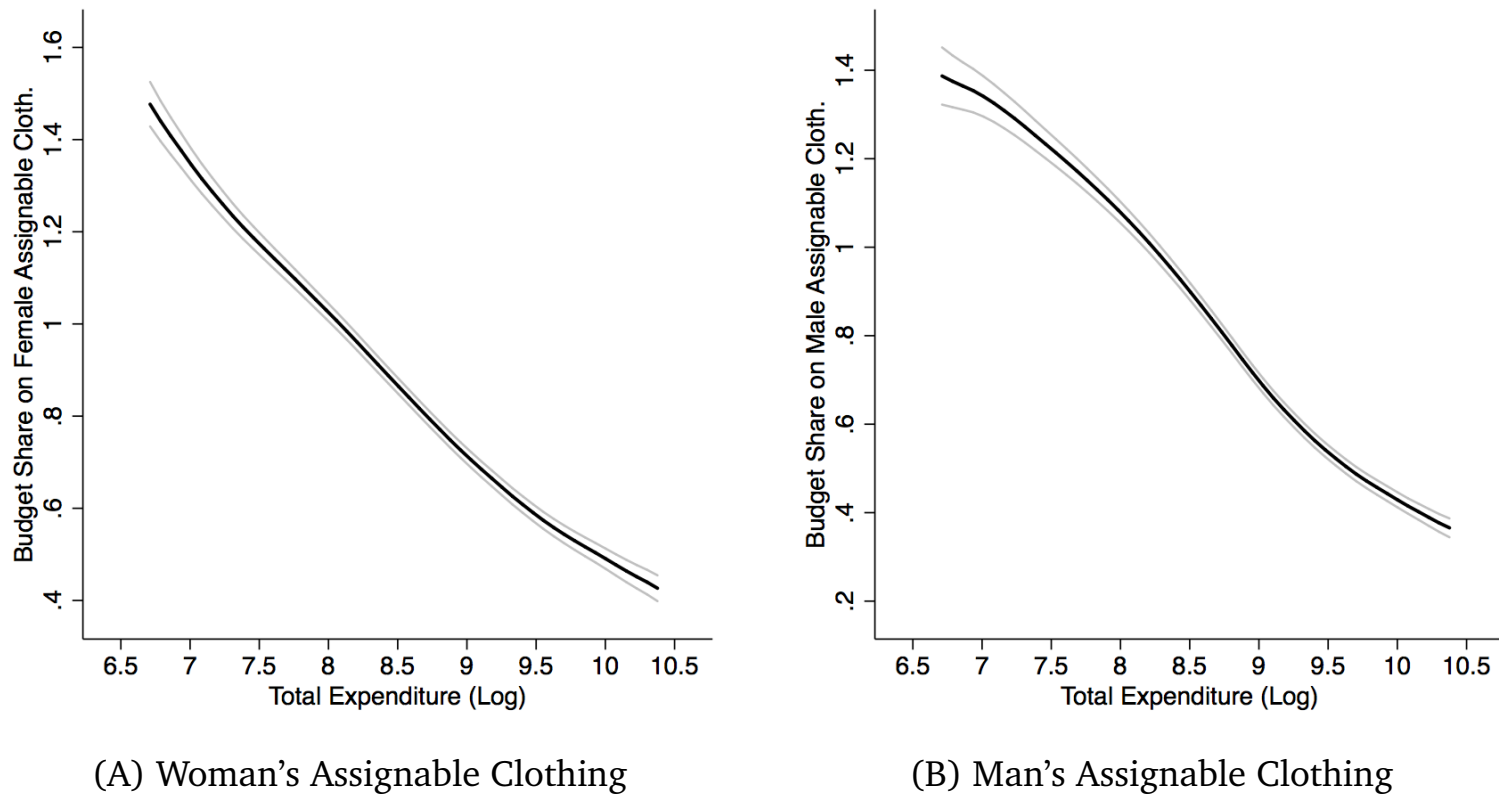 Budget Share on Female Assignable Cloth.
1.6
1.4
1.2
1
.8
.6
.4
6.5 7 7.5 8 8.5 9 9.5 10 10.5
Total Expenditure (Log)
(A) Woman's Assignable Clothing
Budget Share on Male Assignable Cloth.
1.4
1.2
1
.8
.6
.4
.2
6.5 7 7.5 8 8.5 9 9.5 10 10.5
Total Expenditure (Log)
(B) Man's Assignable Clothing